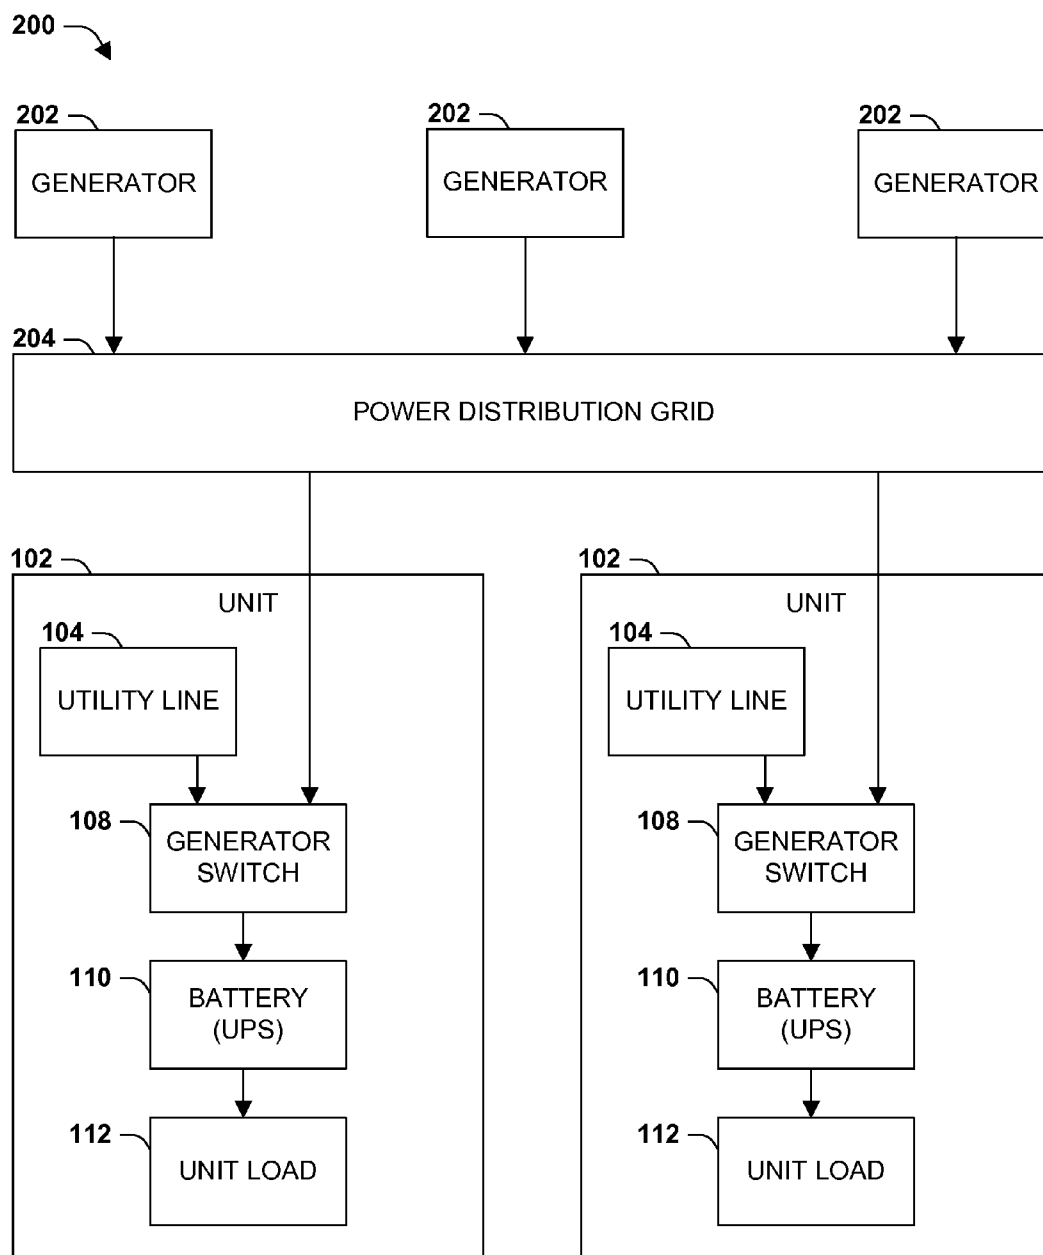 200
202 202 202
GENERATOR GENERATOR GENERATOR
204
POWER DISTRIBUTION GRID
102 102
UNIT UNIT
104 104
UTILITY LINE UTILITY LINE
108 GENERATOR 108 GENERATOR
SWITCH SWITCH
110 BATTERY 110 BATTERY
(UPS) (UPS)
112 112
UNIT LOAD UNIT LOAD